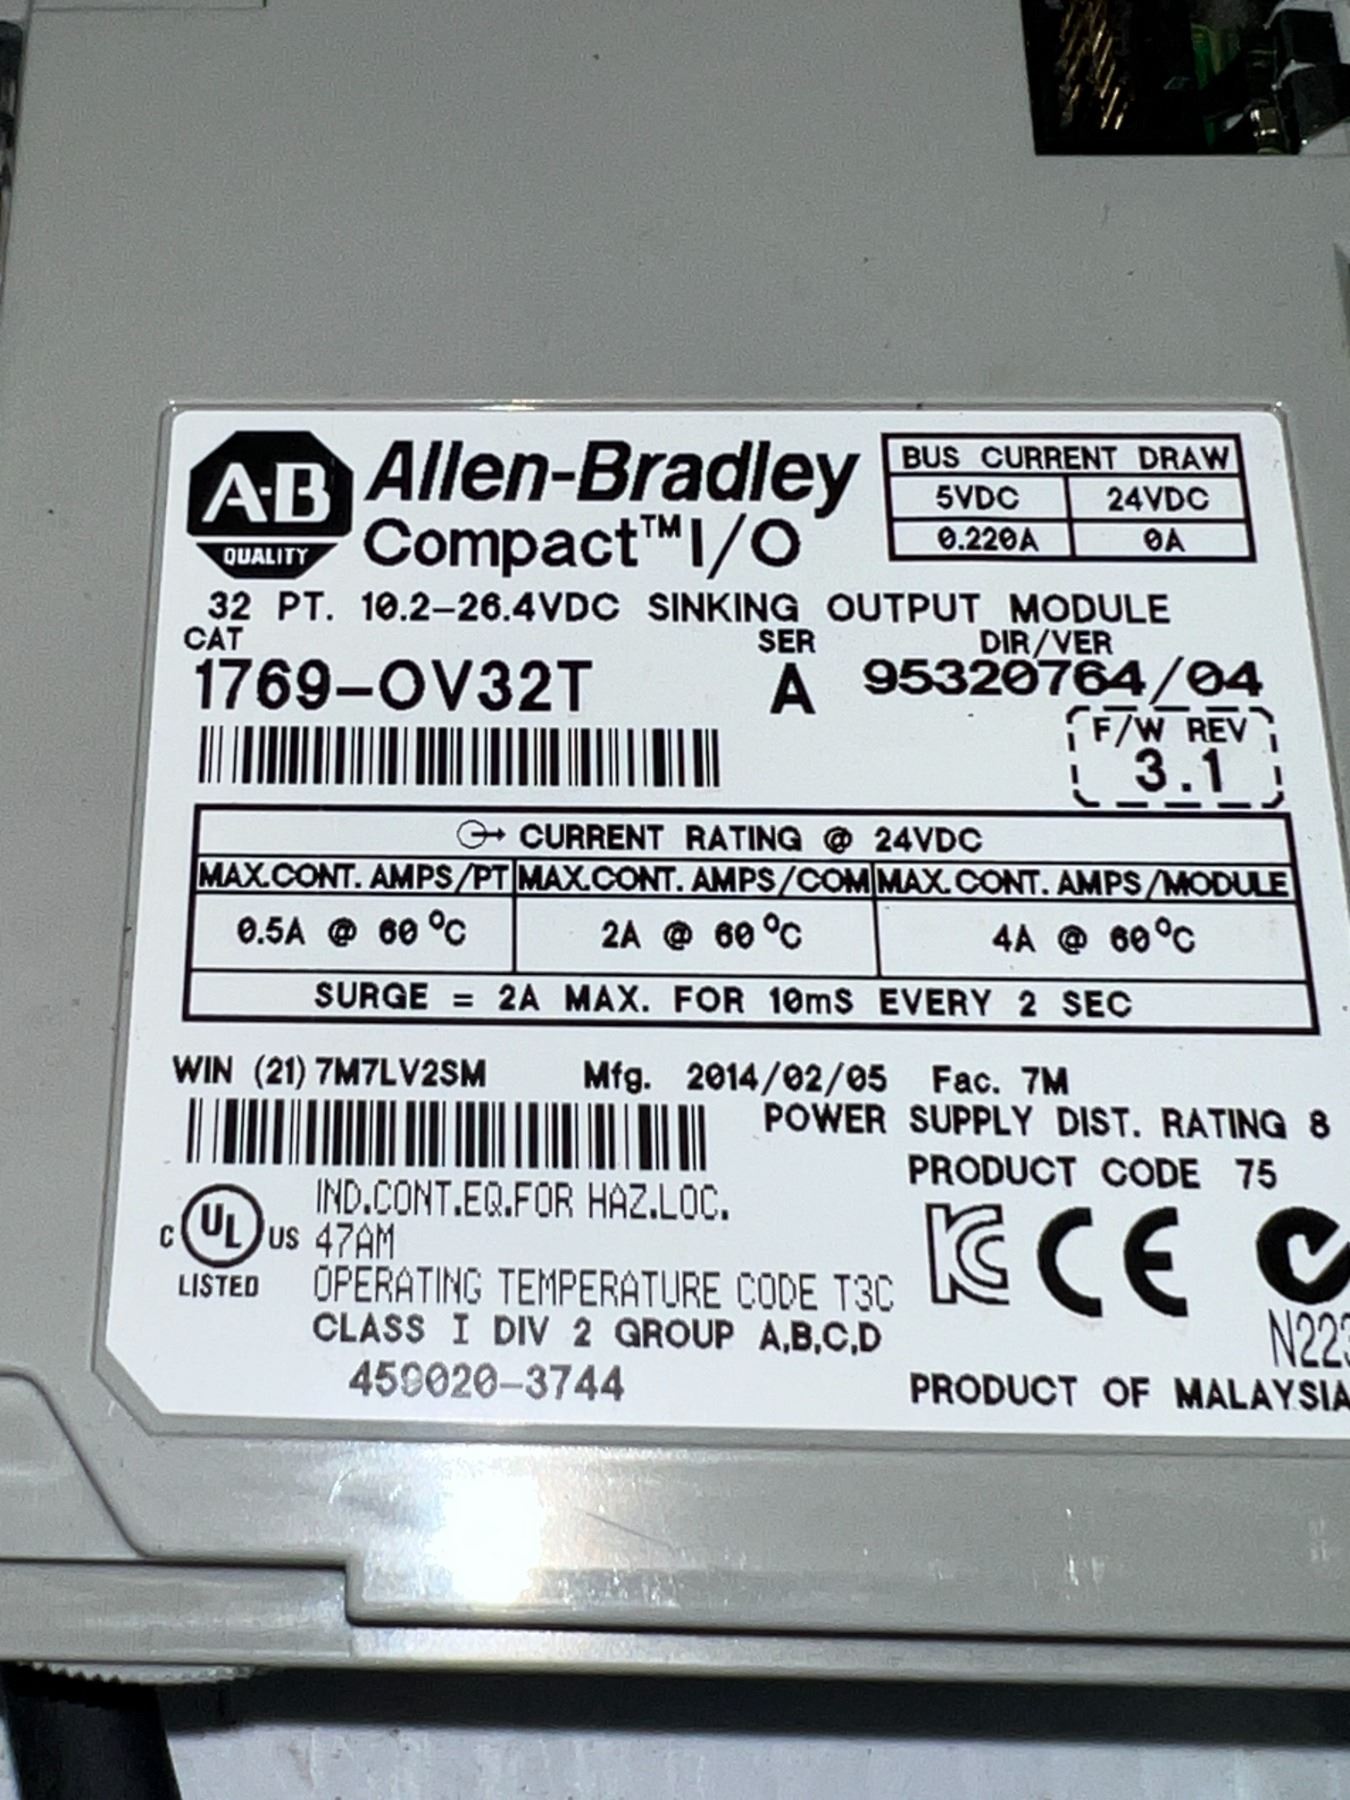 A-B
QUALITY
Allen-Bradley
Compact™ I/O
BUS CURRENT DRAW
5VDC 24VDC
0.220A 0A
32 PT. 10.2-26.4VDC SINKING OUTPUT MODULE
CAT SER DIR/VER
1769-OV32T A 95320764/04
F/W REV
3.1
CURRENT RATING @ 24VDC
MAX.CONT. AMPS/PT MAX.CONT. AMPS/COM MAX.CONT. AMPS/MODULE
0.5A @ 60 °C 2A @ 60 °C 4A @ 60 °C
SURGE = 2A MAX. FOR 10mS EVERY 2 SEC
WIN (21) 7M7LV2SM Mfg. 2014/02/05 Fac. 7M
POWER SUPPLY DIST. RATING 8
PRODUCT CODE 75
C UL US
LISTED
IND.CONT.EQ.FOR HAZ.LOC.
47AM
OPERATING TEMPERATURE CODE T3C
CLASS I DIV 2 GROUP A,B,C,D
459020-3744
KC CE
N223
PRODUCT OF MALAYSIA